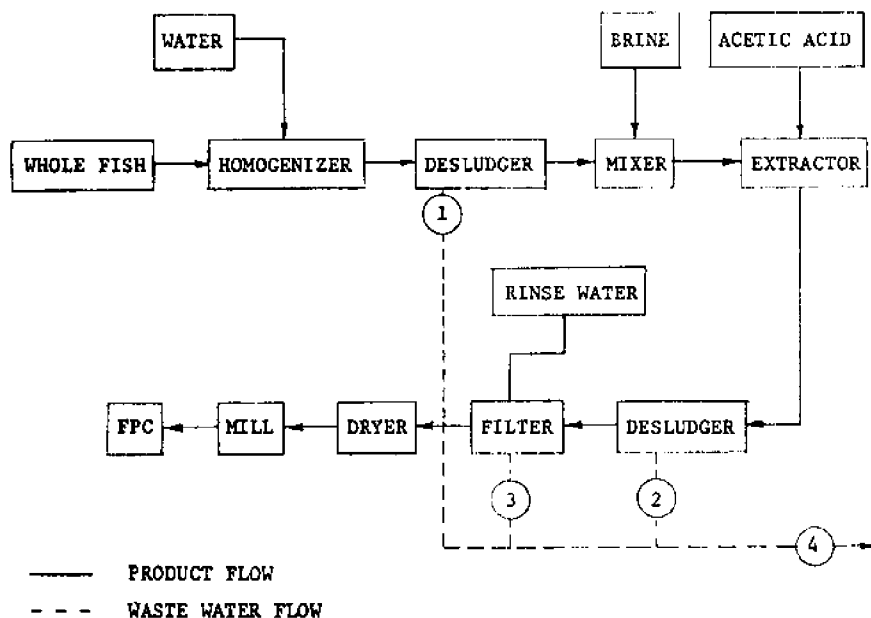 WATER
BRINE
ACETIC ACID
WHOLE FISH
HOMOGENIZER
DESLUDGER
MIXER
EXTRACTOR
1
RINSE WATER
FPC
MILL
DRYER
FILTER
DESLUDGER
3
2
4
PRODUCT FLOW
WASTE WATER FLOW